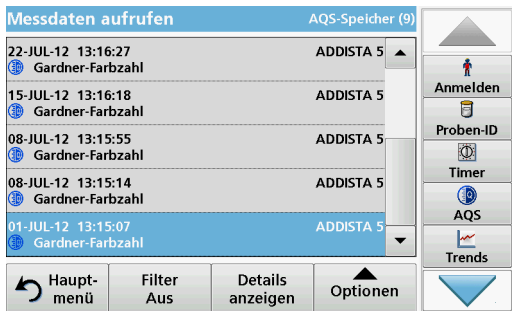 Messdaten aufrufen AQS-Speicher (9)
22-JUL-12 13:16:27 ADDISTA 5
Gardner-Farbzahl
15-JUL-12 13:16:18 ADDISTA 5
Gardner-Farbzahl
08-JUL-12 13:15:55 ADDISTA 5
Gardner-Farbzahl
08-JUL-12 13:15:14 ADDISTA 5
Gardner-Farbzahl
01-JUL-12 13:15:07 ADDISTA 5
Gardner-Farbzahl
Haupt-
menü
Filter
Aus
Details
anzeigen
Optionen
Anmelden
Proben-ID
Timer
AQS
Trends